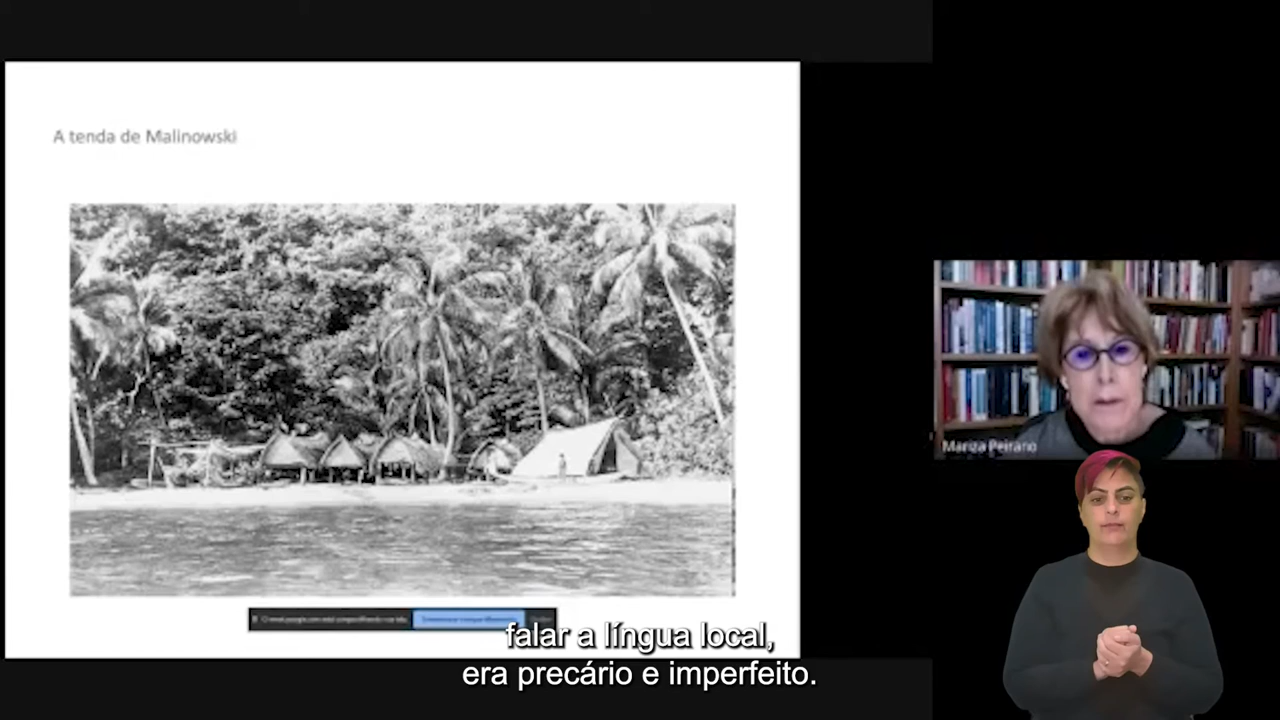 A tenda de Malinowski
Mariza Peirano
falar a língua local,
era precário e imperfeito.